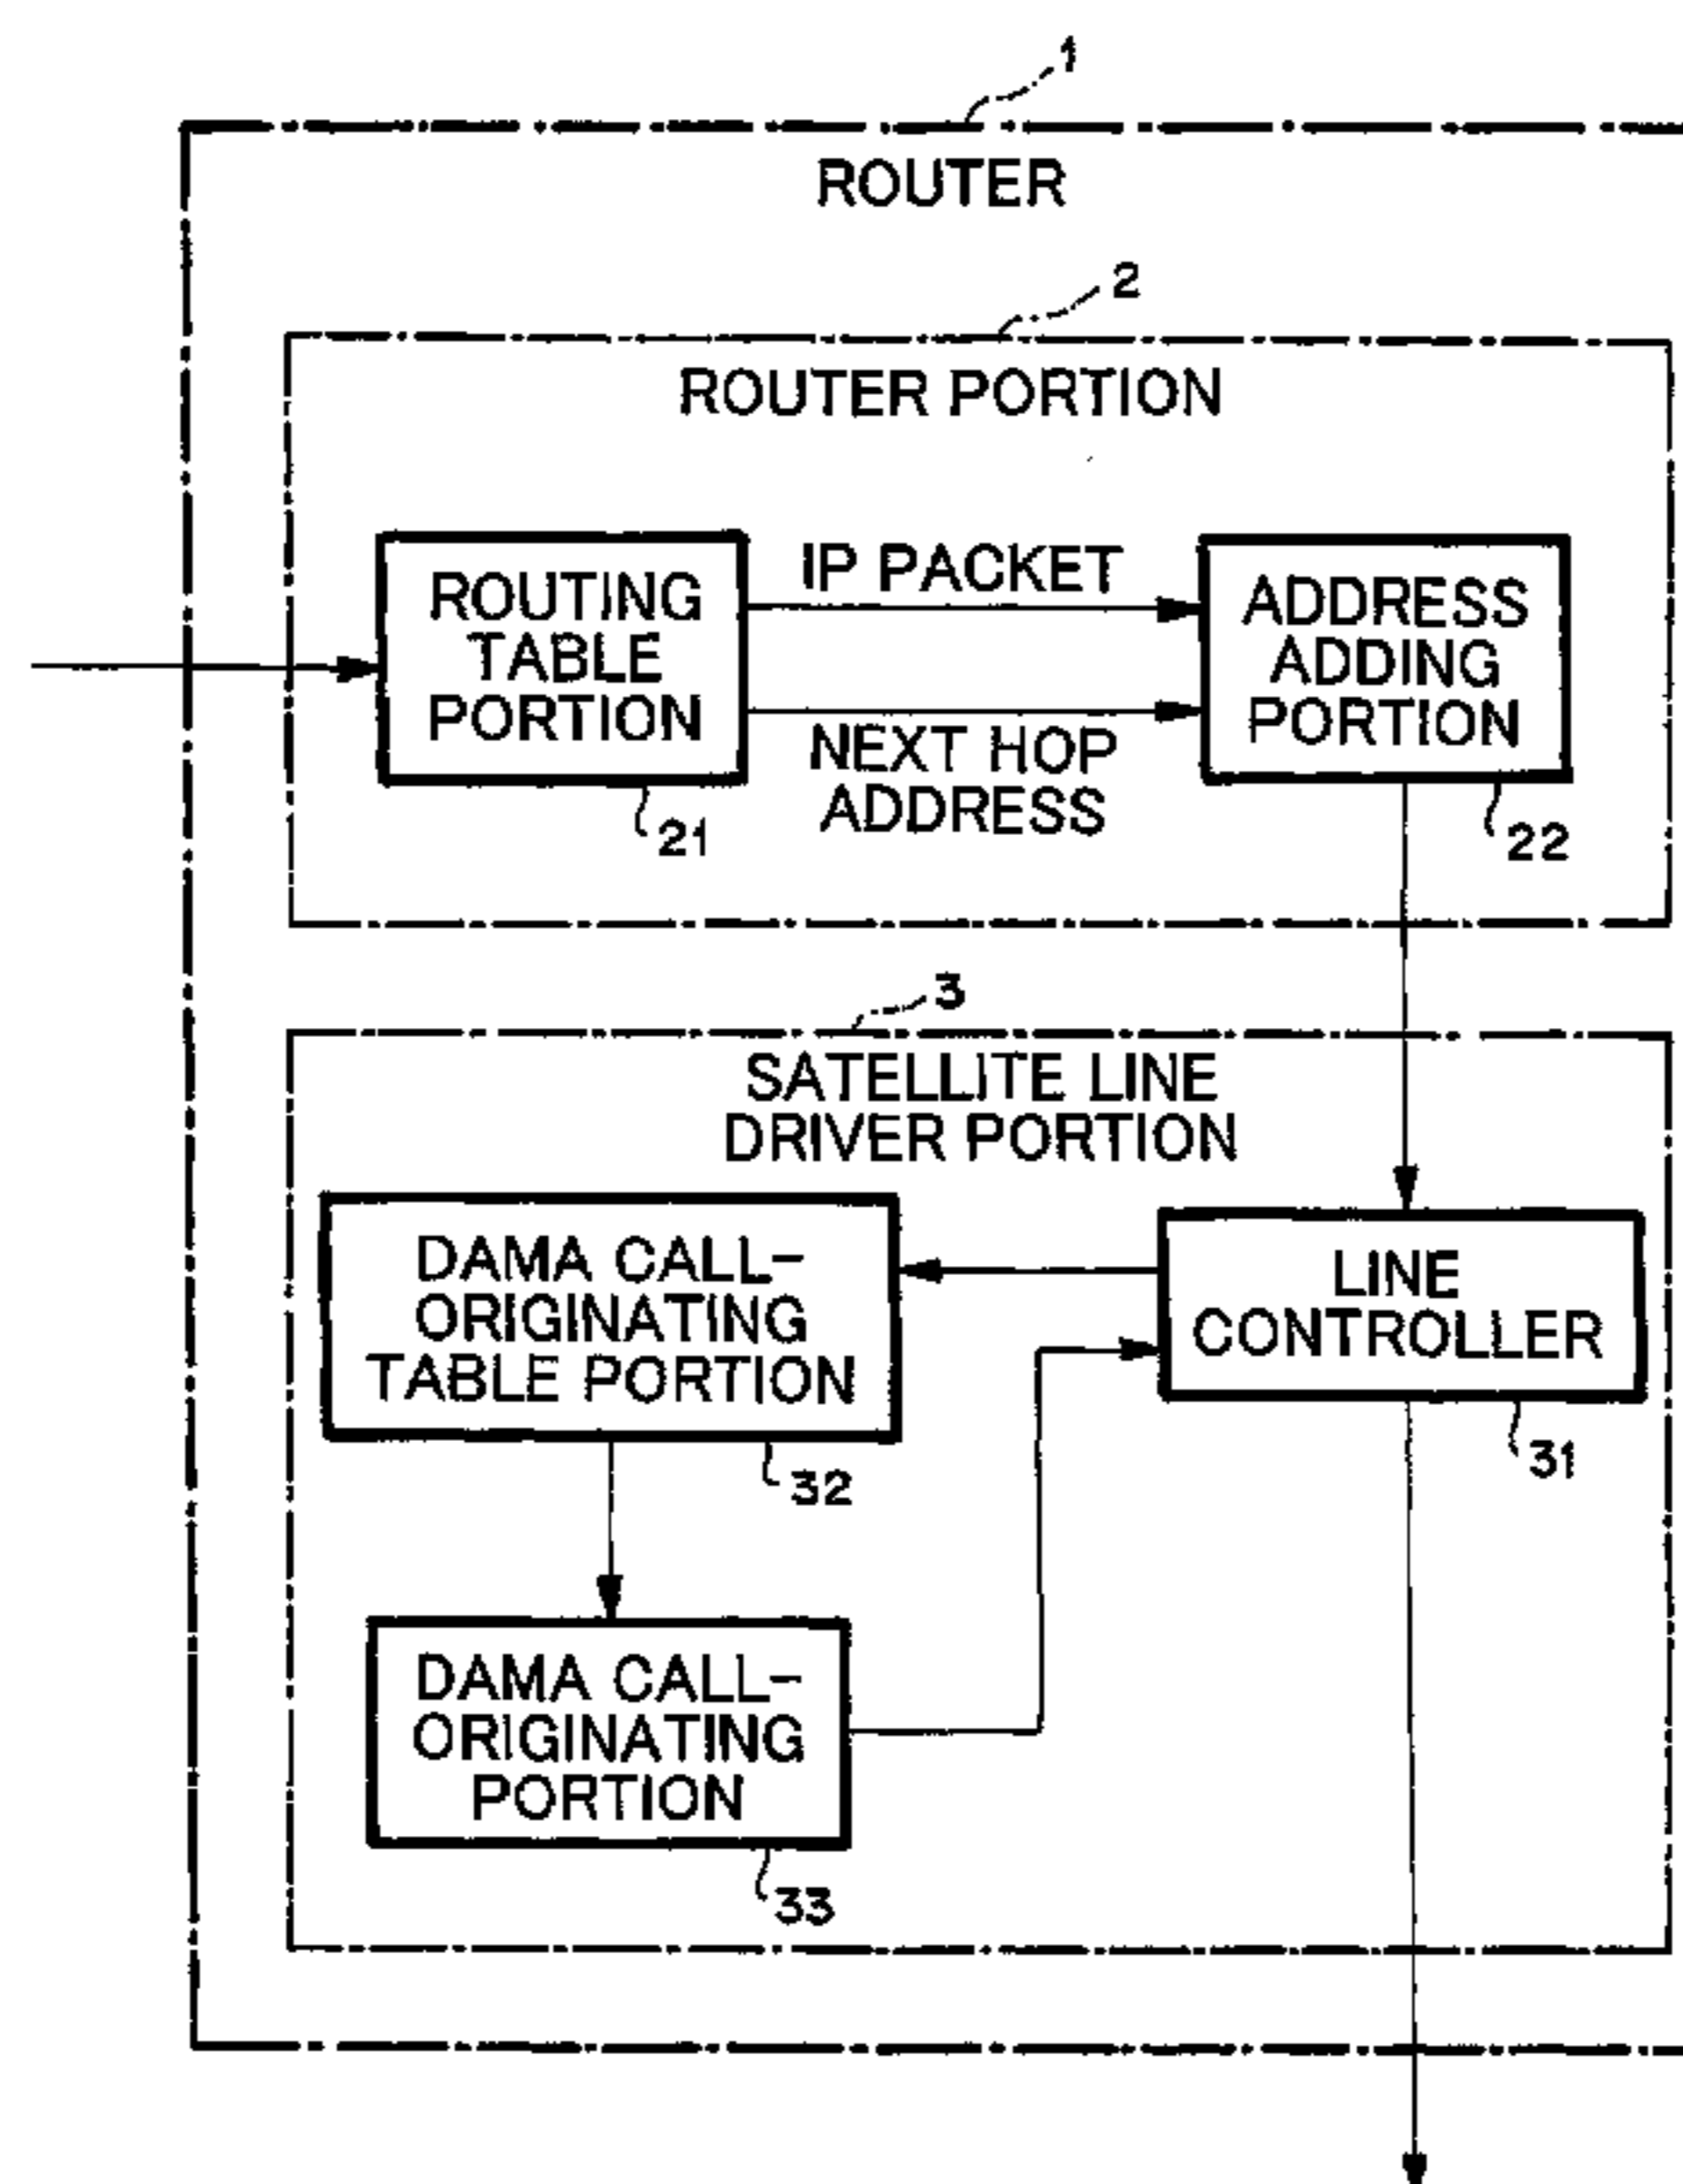 1
ROUTER
2
ROUTER PORTION
ROUTING
TABLE
PORTION
21
IP PACKET
NEXT HOP
ADDRESS
ADDRESS
ADDING
PORTION
22
3
SATELLITE LINE
DRIVER PORTION
DAMA CALL-
ORIGINATING
TABLE PORTION
32
LINE
CONTROLLER
31
DAMA CALL-
ORIGINATING
PORTION
33